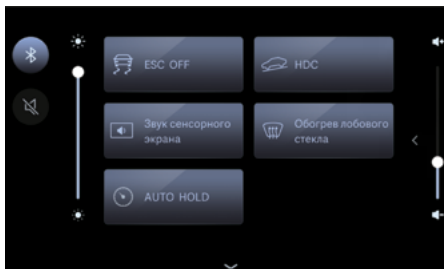 ESC OFF
HDC
Звук сенсорного
экрана
Обогрев лобового
стекла
AUTO HOLD